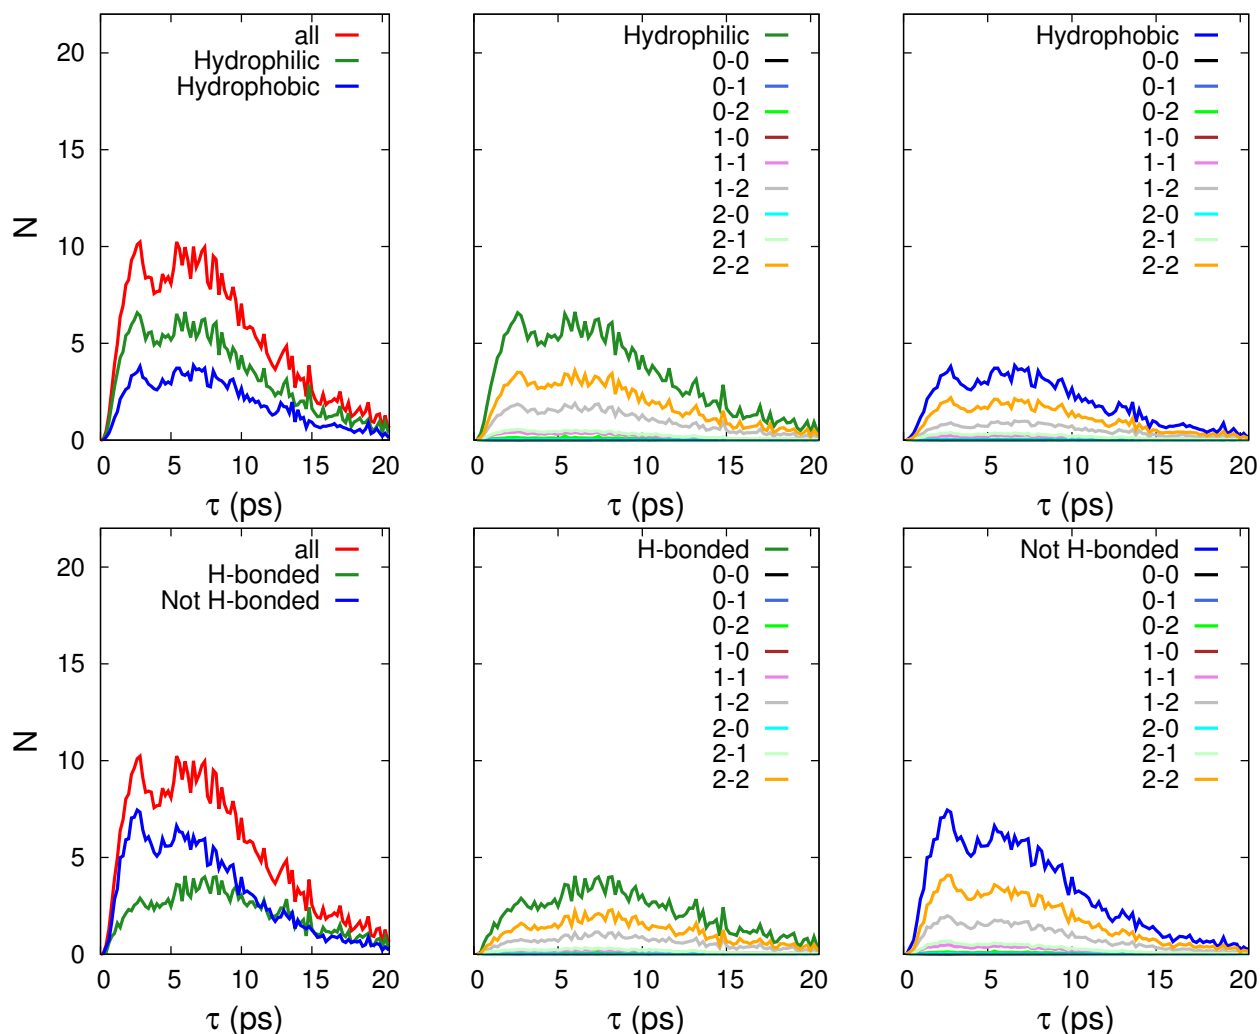 all
Hydrophilic
Hydrophobic
20
15
10
5
0
N
0 5 10 15 20
τ (ps)
Hydrophilic
0-0
0-1
0-2
1-0
1-1
1-2
2-0
2-1
2-2
0 5 10 15 20
τ (ps)
Hydrophobic
0-0
0-1
0-2
1-0
1-1
1-2
2-0
2-1
2-2
0 5 10 15 20
τ (ps)
all
H-bonded
Not H-bonded
20
15
10
5
0
N
0 5 10 15 20
τ (ps)
H-bonded
0-0
0-1
0-2
1-0
1-1
1-2
2-0
2-1
2-2
0 5 10 15 20
τ (ps)
Not H-bonded
0-0
0-1
0-2
1-0
1-1
1-2
2-0
2-1
2-2
0 5 10 15 20
τ (ps)